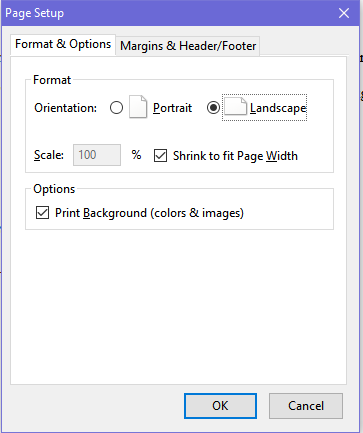 Page Setup
Format & Options Margins & Header/Footer
Format
Orientation: Portrait Landscape
Scale: 100 % Shrink to fit Page Width
Options
Print Background (colors & images)
OK Cancel